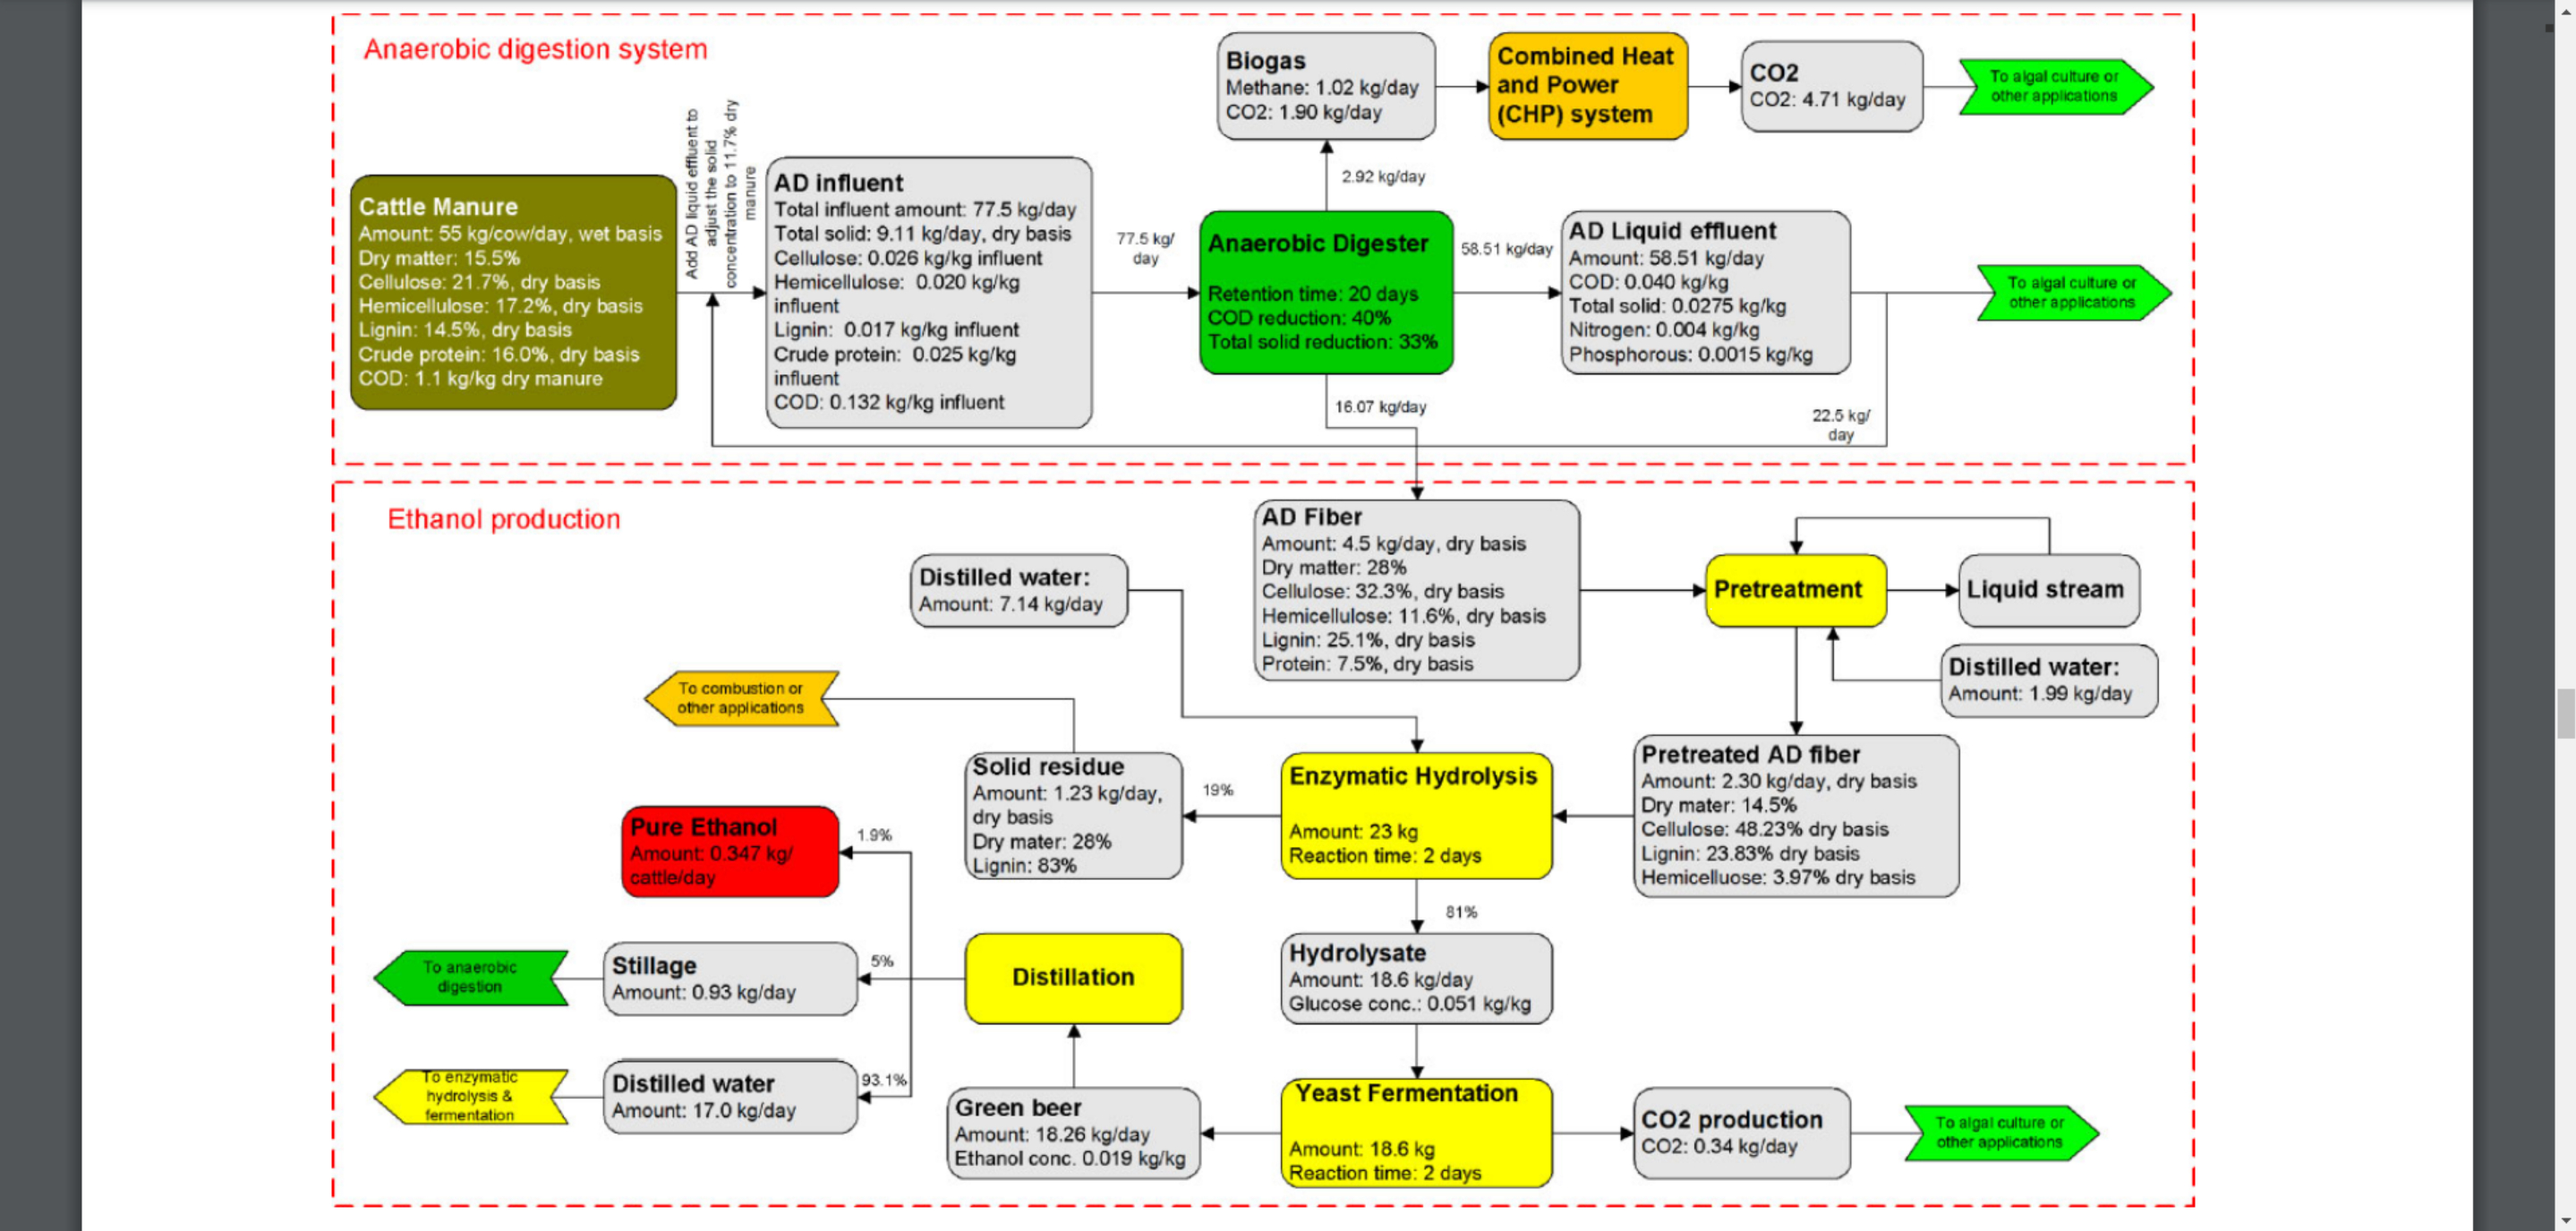 Anaerobic digestion system
Cattle Manure
Amount: 55 kg/cow/day, wet basis
Dry matter: 15.5%
Cellulose: 21.7%, dry basis
Hemicellulose: 17.2%, dry basis
Lignin: 14.5%, dry basis
Crude protein: 16.0%, dry basis
COD: 1.1 kg/kg dry manure
Add AD liquid effluent to
adjust the solid
concentration to 11.7% dry
manure
AD influent
Total influent amount: 77.5 kg/day
Total solid: 9.11 kg/day, dry basis
Cellulose: 0.026 kg/kg influent
Hemicellulose: 0.020 kg/kg
influent
Lignin: 0.017 kg/kg influent
Crude protein: 0.025 kg/kg
influent
COD: 0.132 kg/kg influent
77.5 kg/
day
Biogas
Methane: 1.02 kg/day
CO2: 1.90 kg/day
Combined Heat
and Power
(CHP) system
CO2
CO2: 4.71 kg/day
To algal culture or
other applications
2.92 kg/day
Anaerobic Digester
Retention time: 20 days
COD reduction: 40%
Total solid reduction: 33%
58.51 kg/day
AD Liquid effluent
Amount: 58.51 kg/day
COD: 0.040 kg/kg
Total solid: 0.0275 kg/kg
Nitrogen: 0.004 kg/kg
Phosphorous: 0.0015 kg/kg
To algal culture or
other applications
16.07 kg/day
22.5 kg/
day
Ethanol production
AD Fiber
Amount: 4.5 kg/day, dry basis
Dry matter: 28%
Cellulose: 32.3%, dry basis
Hemicellulose: 11.6%, dry basis
Lignin: 25.1%, dry basis
Protein: 7.5%, dry basis
Distilled water:
Amount: 7.14 kg/day
Pretreatment
Liquid stream
Distilled water:
Amount: 1.99 kg/day
To combustion or
other applications
Solid residue
Amount: 1.23 kg/day,
dry basis
Dry mater: 28%
Lignin: 83%
19%
Enzymatic Hydrolysis
Amount: 23 kg
Reaction time: 2 days
Pretreated AD fiber
Amount: 2.30 kg/day, dry basis
Dry mater: 14.5%
Cellulose: 48.23% dry basis
Lignin: 23.83% dry basis
Hemicelluose: 3.97% dry basis
Pure Ethanol
Amount: 0.347 kg/
cattle/day
1.9%
81%
To anaerobic
digestion
Stillage
Amount: 0.93 kg/day
5%
Distillation
Hydrolysate
Amount: 18.6 kg/day
Glucose conc.: 0.051 kg/kg
To enzymatic
hydrolysis &
fermentation
Distilled water
Amount: 17.0 kg/day
93.1%
Green beer
Amount: 18.26 kg/day
Ethanol conc. 0.019 kg/kg
Yeast Fermentation
Amount: 18.6 kg
Reaction time: 2 days
CO2 production
CO2: 0.34 kg/day
To algal culture or
other applications